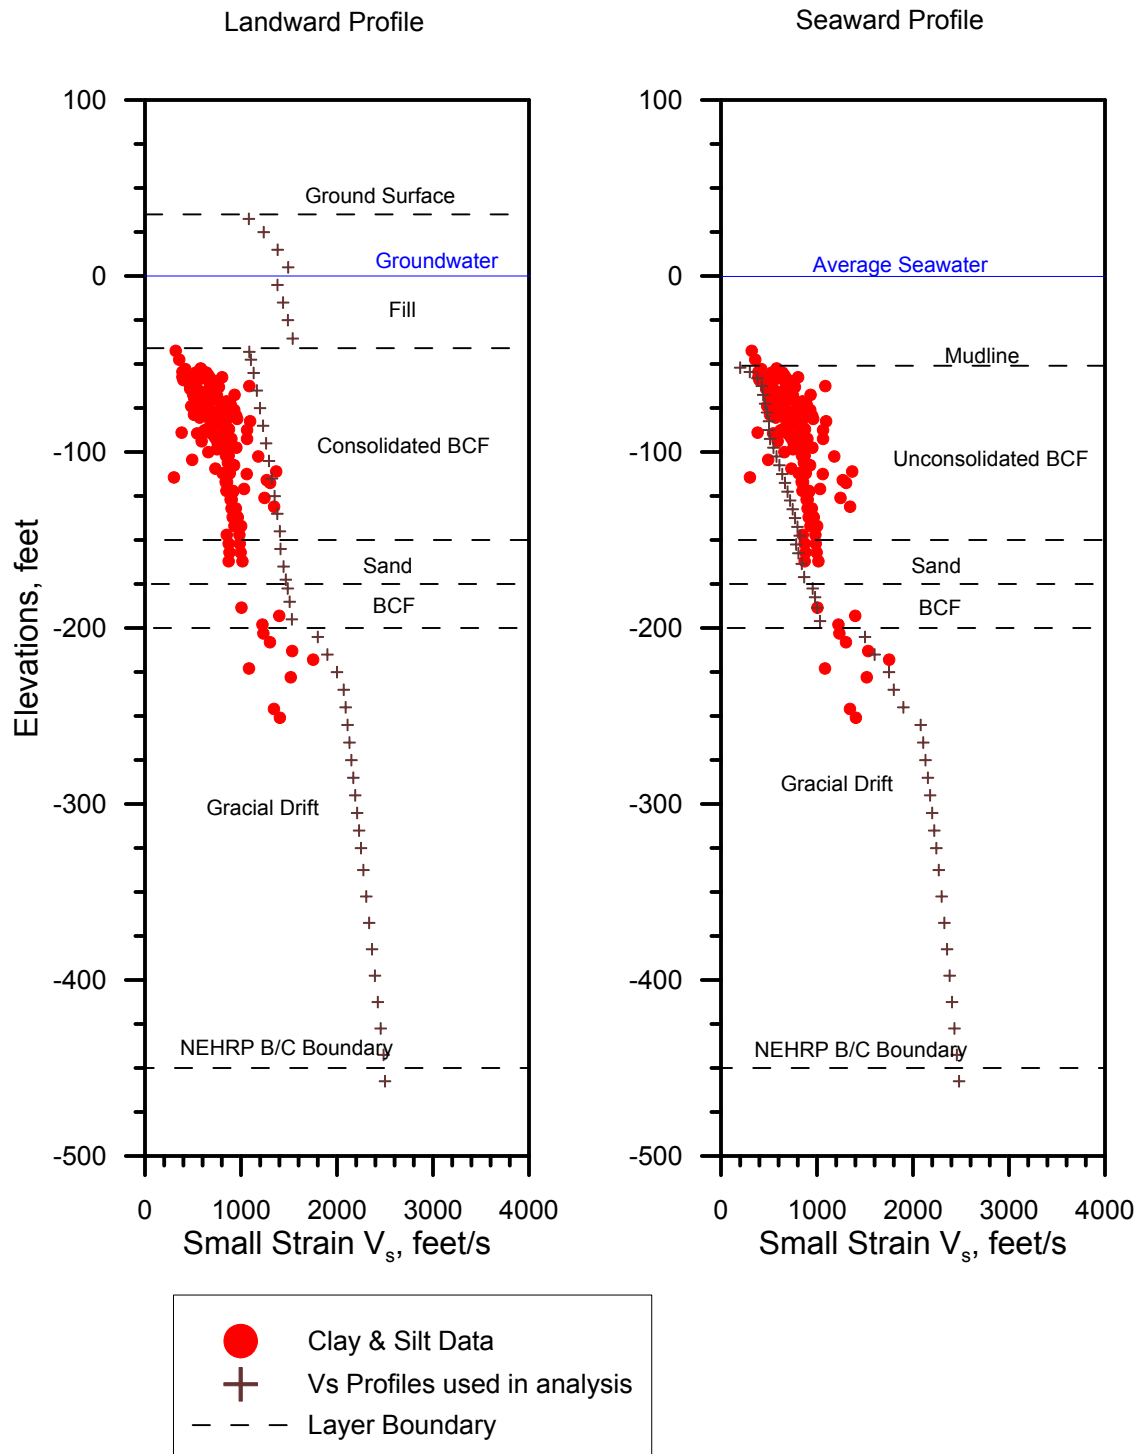 Landward Profile
Seaward Profile
100
0
-100
-200
-300
-400
-500
Elevations, feet
Ground Surface
Groundwater
Fill
Consolidated BCF
Sand
BCF
Gracial Drift
NEHRP B/C Boundary
0 1000 2000 3000 4000
Small Strain Vs, feet/s
100
0
-100
-200
-300
-400
-500
Average Seawater
Mudline
Unconsolidated BCF
Sand
BCF
Gracial Drift
NEHRP B/C Boundary
0 1000 2000 3000 4000
Small Strain Vs, feet/s
Clay & Silt Data
Vs Profiles used in analysis
Layer Boundary